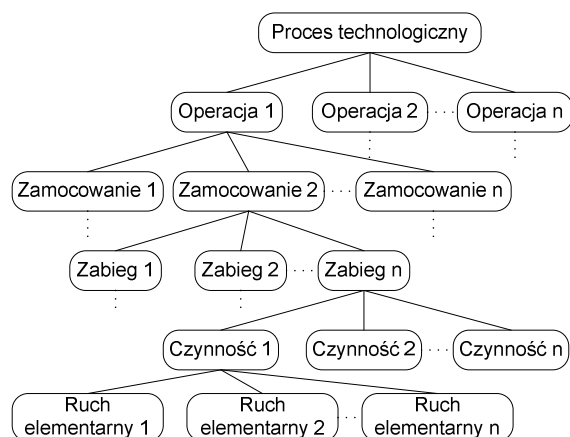 Proces technologiczny
Operacja 1
Operacja 2
Operacja n
Zamocowanie 1
Zamocowanie 2
Zamocowanie n
Zabieg 1
Zabieg 2
Zabieg n
Czynność 1
Czynność 2
Czynność n
Ruch
elementarny 1
Ruch
elementarny 2
Ruch
elementarny n